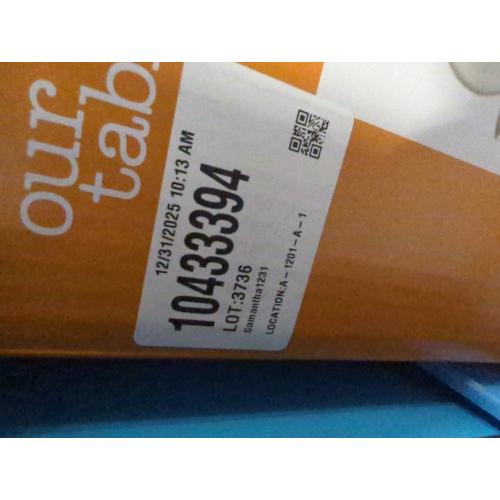 our
tab
12/31/2025 10:13 AM
10433394
LOT:3736
Samantha1231
LOCATION:A-1201-A-1